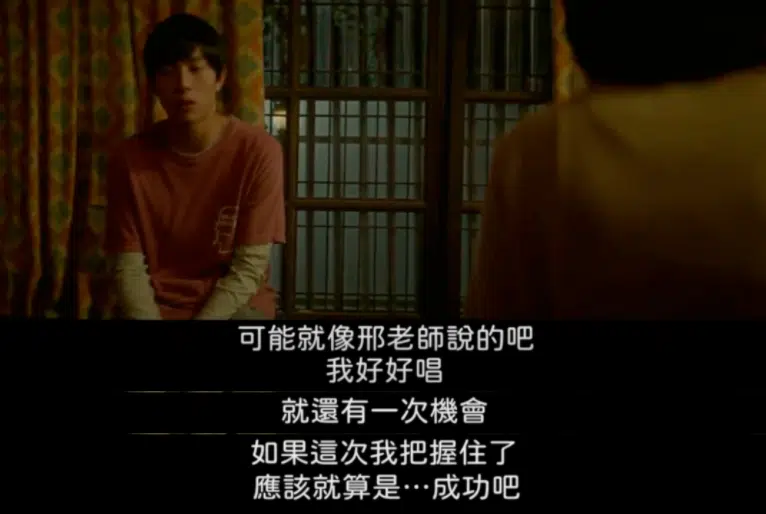 可能就像邢老師說的吧
我好好唱
就還有一次機會
如果這次我把握住了
應該就算是⋯成功吧